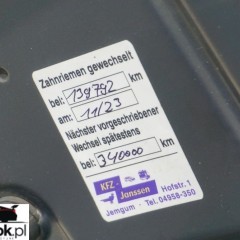 Zahnriemen gewechselt
bei: 139792 km
am: 11/23
Nächster vorgeschriebener
Wechsel spätestens
bei: 340000 km
KFZ-
Janssen
Hofstr. 1
Jemgum - Tel. 04958-350
ok.pl